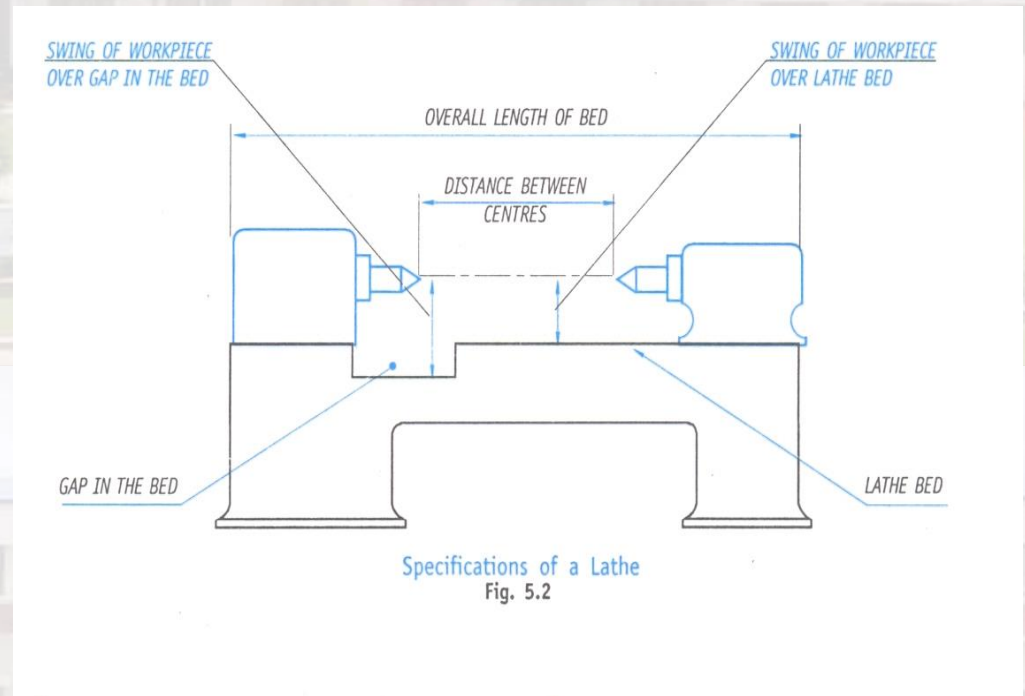 SWING OF WORKPIECE
OVER GAP IN THE BED
SWING OF WORKPIECE
OVER LATHE BED
OVERALL LENGTH OF BED
DISTANCE BETWEEN
CENTRES
GAP IN THE BED
LATHE BED
Specifications of a Lathe
Fig. 5.2